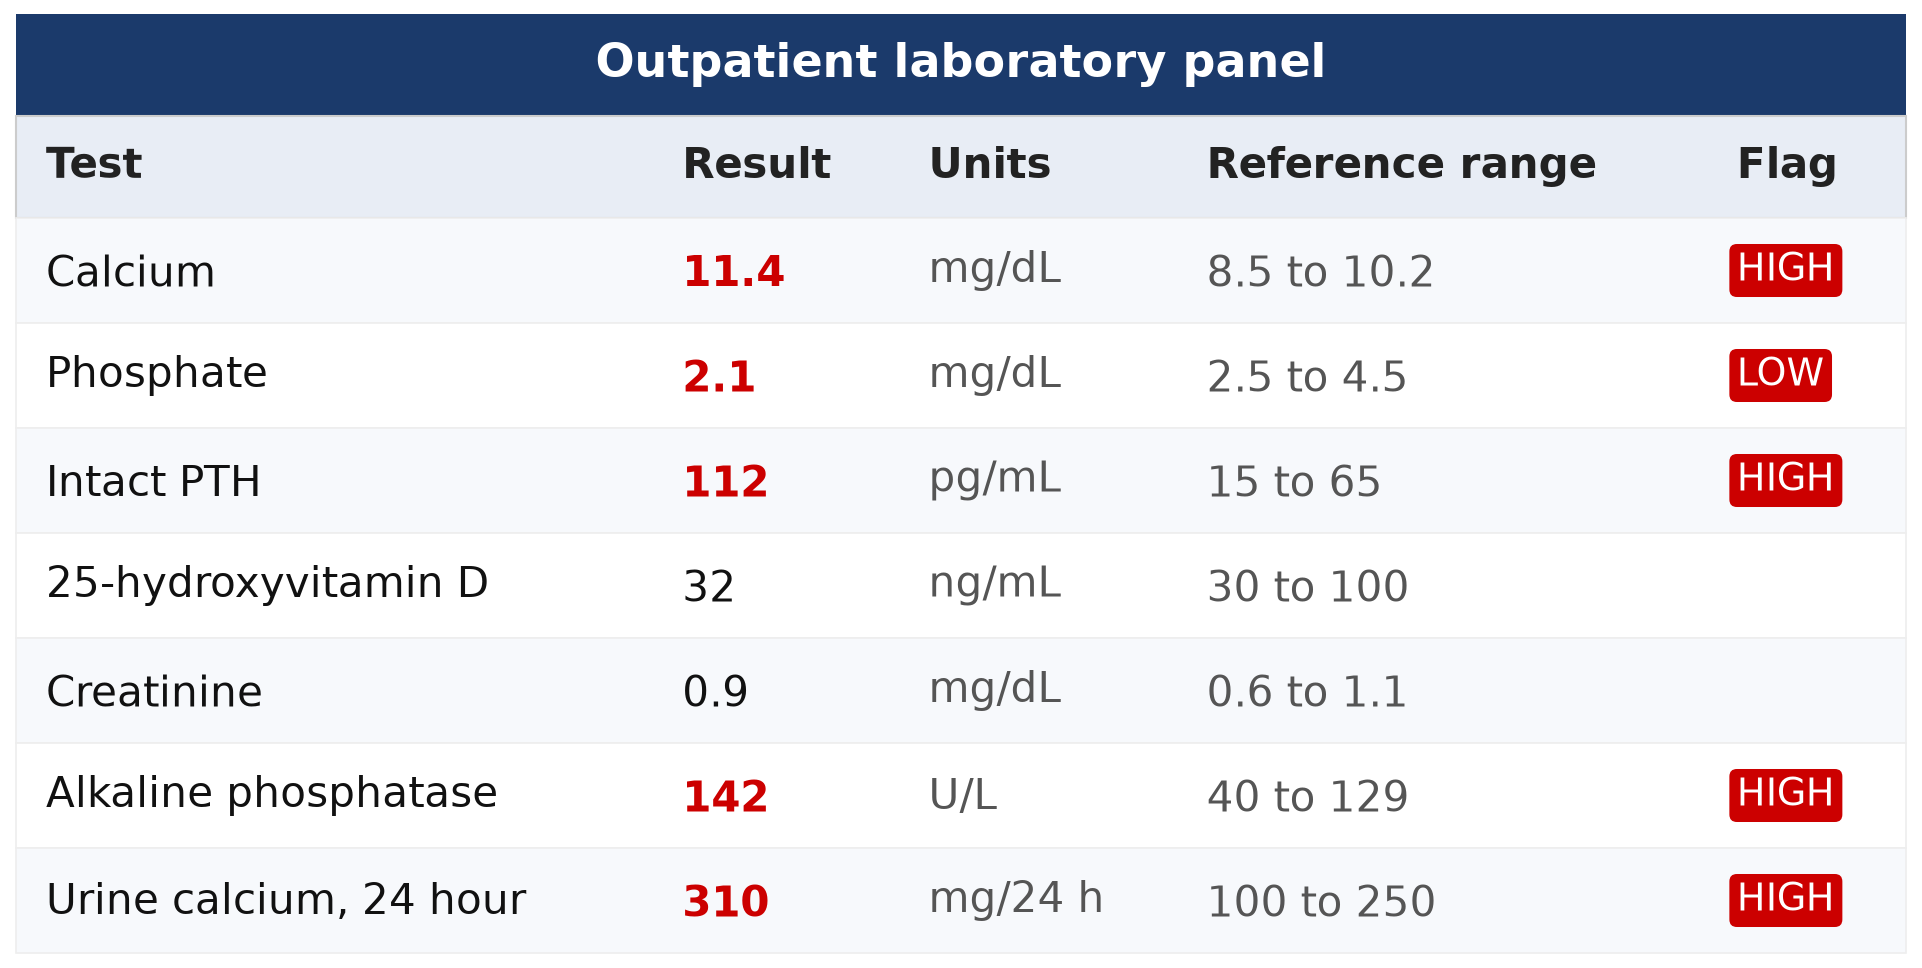 Outpatient laboratory panel
Test Result Units Reference range Flag
Calcium 11.4 mg/dL 8.5 to 10.2 HIGH
Phosphate 2.1 mg/dL 2.5 to 4.5 LOW
Intact PTH 112 pg/mL 15 to 65 HIGH
25-hydroxyvitamin D 32 ng/mL 30 to 100
Creatinine 0.9 mg/dL 0.6 to 1.1
Alkaline phosphatase 142 U/L 40 to 129 HIGH
Urine calcium, 24 hour 310 mg/24 h 100 to 250 HIGH